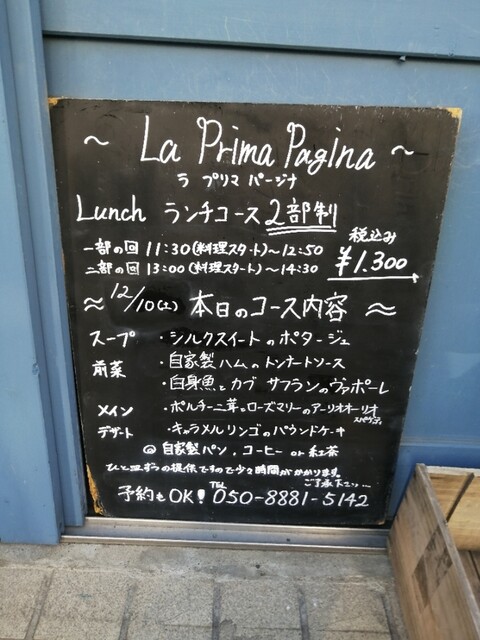 ～ La Prima Pagina ～
ラ プリマ パージナ
Lunch ランチコース 2部制
一部の回 11:30(料理スタート)～12:50
税込み
二部の回 13:00(料理スタート)～14:30
¥1.300
≈ 12/10(土) 本日のコース内容 ≈
スープ ・シルクスイートのポタージュ
前菜 ・自家製ハムのトンナートソース
・白身魚とカブ サフランのヴァポーレ
メイン ・ポルチーニ茸とローズマリーのアーリオオーリオ
スパゲティ
デザート ・キャラメルリンゴのパウンドケーキ
◎ 自家製パン, コーヒー or 紅茶
ひと皿ずつの提供ですので少々時間がかかります。
ご了承下さい…
予約もOK! TEL 050-8881-5142